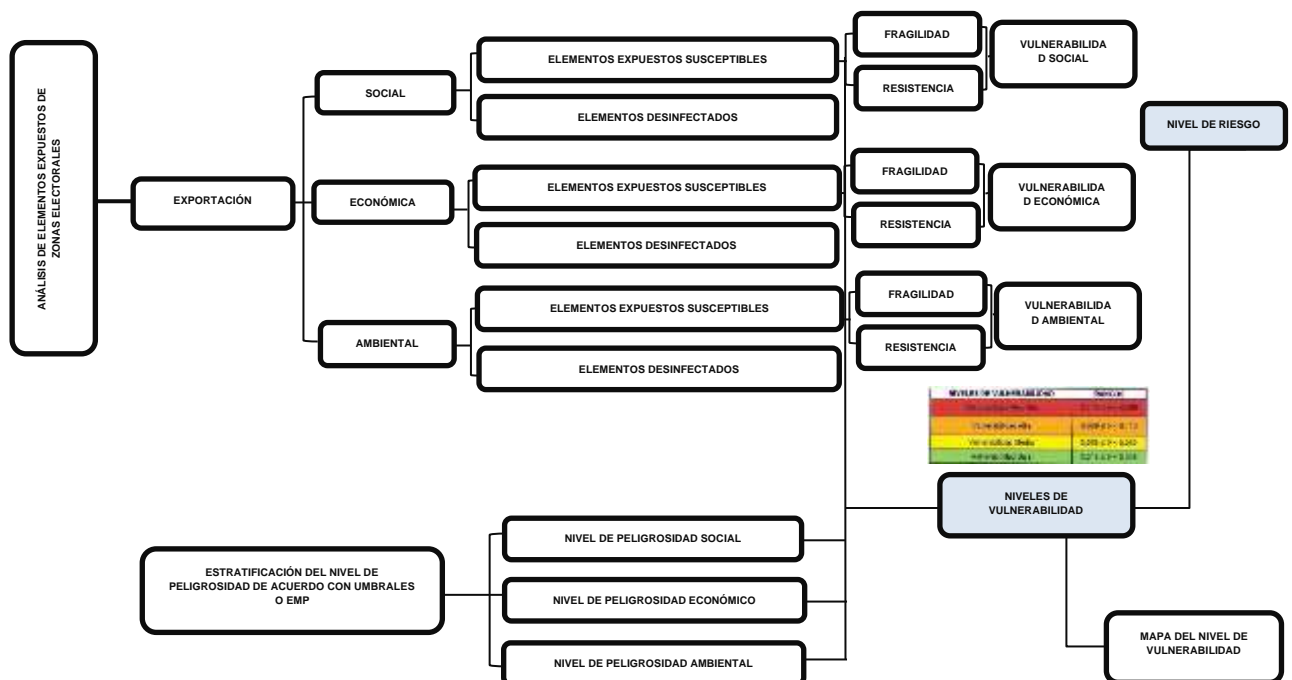 ANÁLISIS DE ELEMENTOS EXPUESTOS DE
ZONAS ELECTORALES
EXPORTACIÓN
SOCIAL
ECONÓMICA
AMBIENTAL
ELEMENTOS EXPUESTOS SUSCEPTIBLES
ELEMENTOS DESINFECTADOS
ELEMENTOS EXPUESTOS SUSCEPTIBLES
ELEMENTOS DESINFECTADOS
ELEMENTOS EXPUESTOS SUSCEPTIBLES
ELEMENTOS DESINFECTADOS
FRAGILIDAD
RESISTENCIA
VULNERABILIDA
D SOCIAL
FRAGILIDAD
RESISTENCIA
VULNERABILIDA
D ECONÓMICA
FRAGILIDAD
RESISTENCIA
VULNERABILIDA
D AMBIENTAL
NIVEL DE RIESGO
NIVELES DE VULNERABILIDAD
NIVELES DE
VULNERABILIDAD
ESTRATIFICACIÓN DEL NIVEL DE
PELIGROSIDAD DE ACUERDO CON UMBRALES
O EMP
NIVEL DE PELIGROSIDAD SOCIAL
NIVEL DE PELIGROSIDAD ECONÓMICO
NIVEL DE PELIGROSIDAD AMBIENTAL
MAPA DEL NIVEL DE
VULNERABILIDAD